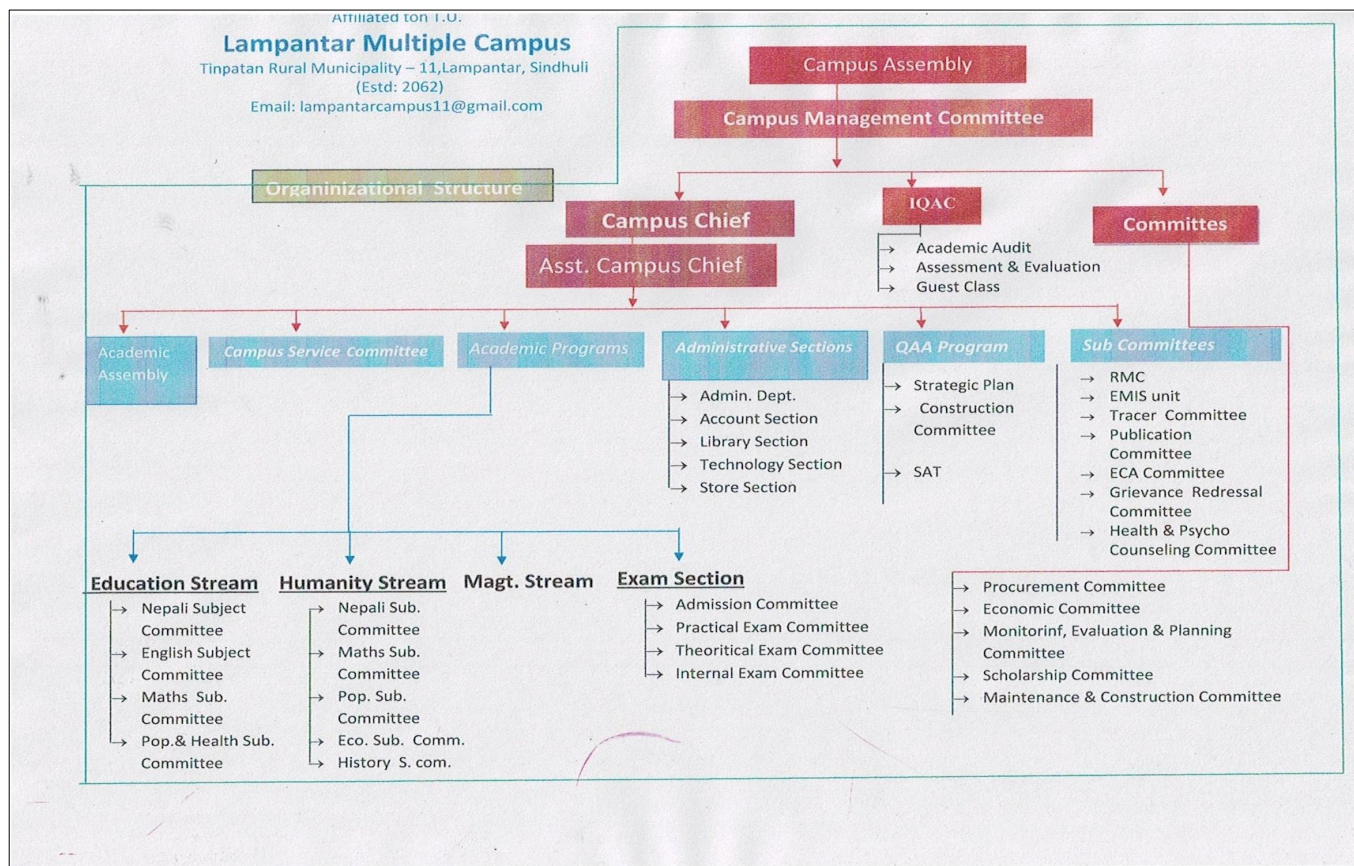 Affiliated ton T.U.
Lampantar Multiple Campus
Tinpatan Rural Municipality – 11,Lampantar, Sindhuli
(Estd: 2062)
Email: lampantarcampus11@gmail.com
Organinizational Structure
Campus Assembly
Campus Management Committee
Campus Chief
Asst. Campus Chief
IQAC
Academic Audit
Assessment & Evaluation
Guest Class
Committes
Academic
Assembly
Campus Service Committee
Academic Programs
Administrative Sections
Admin. Dept.
Account Section
Library Section
Technology Section
Store Section
QAA Program
Strategic Plan
Construction
Committee
SAT
Sub Committees
RMC
EMIS unit
Tracer Committee
Publication
Committee
ECA Committee
Grievance Redressal
Committee
Health & Psycho
Counseling Committee
Education Stream
Nepali Subject
Committee
English Subject
Committee
Maths Sub.
Committee
Pop.& Health Sub.
Committee
Humanity Stream
Nepali Sub.
Committee
Maths Sub.
Committee
Pop. Sub.
Committee
Eco. Sub. Comm.
History S. com.
Magt. Stream
Exam Section
Admission Committee
Practical Exam Committee
Theoritical Exam Committee
Internal Exam Committee
Procurement Committee
Economic Committee
Monitorinf, Evaluation & Planning
Committee
Scholarship Committee
Maintenance & Construction Committee